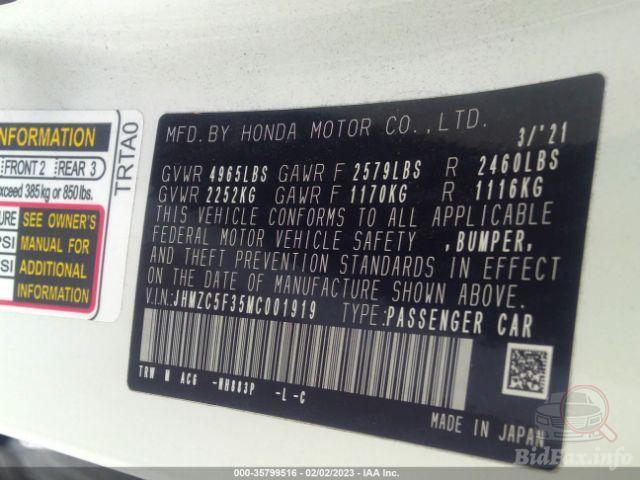 INFORMATION
FRONT 2 REAR 3
exceed 385 kg or 850 lbs.
SEE OWNER'S
MANUAL FOR
ADDITIONAL
INFORMATION
PSI
SI
TRTA0
MFD. BY HONDA MOTOR CO., LTD. 3/'21
GVWR 4965LBS GAWR F 2579LBS R 2460LBS
GVWR 2252KG GAWR F 1170KG R 1116KG
THIS VEHICLE CONFORMS TO ALL APPLICABLE
FEDERAL MOTOR VEHICLE SAFETY ,BUMPER,
AND THEFT PREVENTION STANDARDS IN EFFECT
ON THE DATE OF MANUFACTURE SHOWN ABOVE.
V.I.N:JHMZC5F35MC001919 TYPE:PASSENGER CAR
TRW M AC6 -NH883P -L -C
MADE IN JAPAN
BidFax.info
000-35799516 - 02/02/2023 - IAA Inc.